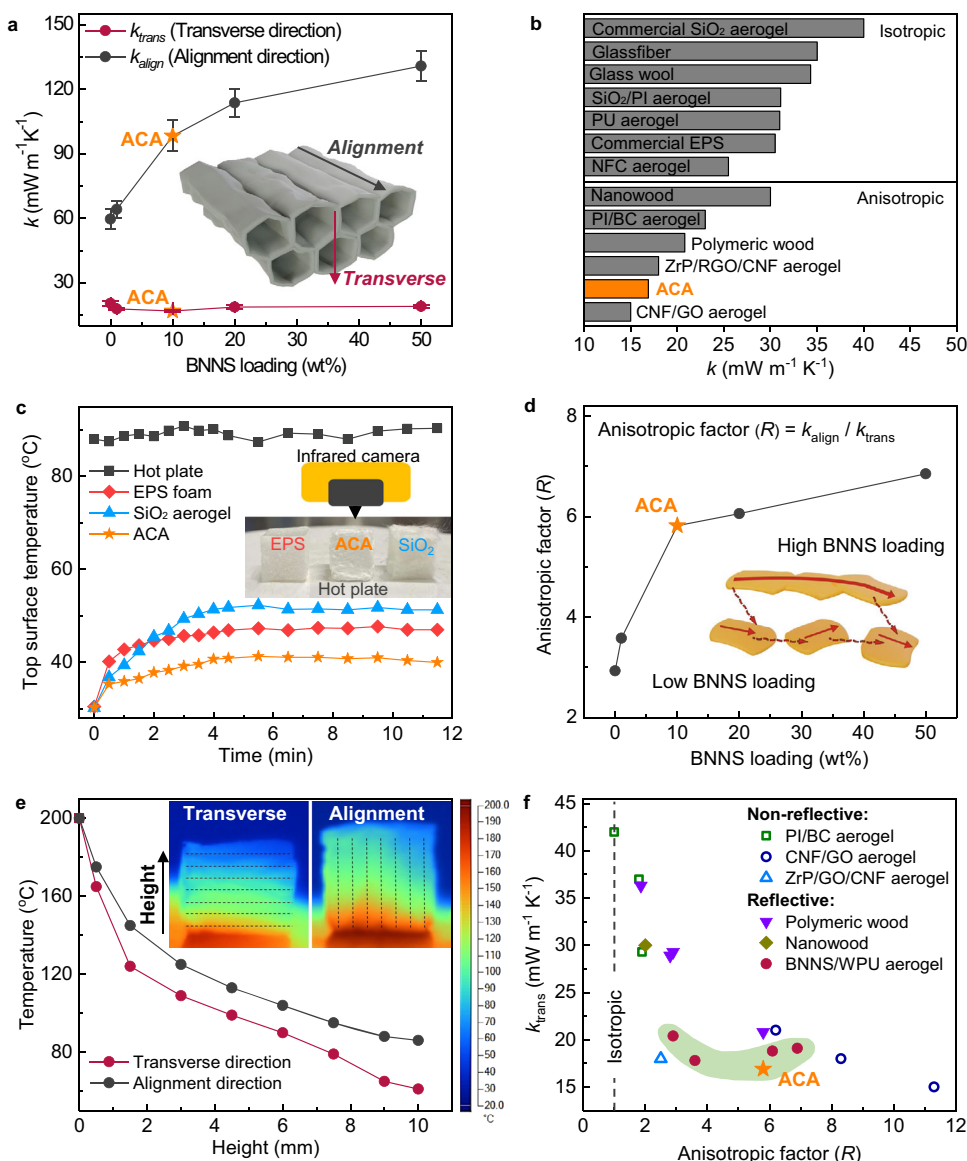 a
k_trans (Transverse direction)
k_align (Alignment direction)
150
120
90
60
30
k (mW m⁻¹K⁻¹)
ACA
Alignment
Transverse
ACA
0 10 20 30 40 50
BNNS loading (wt%)
b
Commercial SiO₂ aerogel
Isotropic
Glassfiber
Glass wool
SiO₂/PI aerogel
PU aerogel
Commercial EPS
NFC aerogel
Nanowood
Anisotropic
PI/BC aerogel
Polymeric wood
ZrP/RGO/CNF aerogel
ACA
CNF/GO aerogel
10 15 20 25 30 35 40 45 50
k (mW m⁻¹ K⁻¹)
c
Top surface temperature (°C)
80
60
40
Hot plate
EPS foam
SiO₂ aerogel
ACA
Infrared camera
EPS ACA SiO₂
Hot plate
0 2 4 6 8 10 12
Time (min)
d
Anisotropic factor (R)
8
6
4
2
Anisotropic factor (R) = k_align / k_trans
ACA
High BNNS loading
Low BNNS loading
0 10 20 30 40 50
BNNS loading (wt%)
e
Temperature (°C)
200
160
120
80
Height
Transverse
Alignment
200.0
190
180
170
160
150
140
130
120
110
100
90
80
70
60
50
40
30
20.0
°C
Transverse direction
Alignment direction
0 2 4 6 8 10
Height (mm)
f
k_trans (mW m⁻¹ K⁻¹)
45
40
35
30
25
20
15
Isotropic
Non-reflective:
PI/BC aerogel
CNF/GO aerogel
ZrP/GO/CNF aerogel
Reflective:
Polymeric wood
Nanowood
BNNS/WPU aerogel
ACA
0 2 4 6 8 10 12
Anisotropic factor (R)